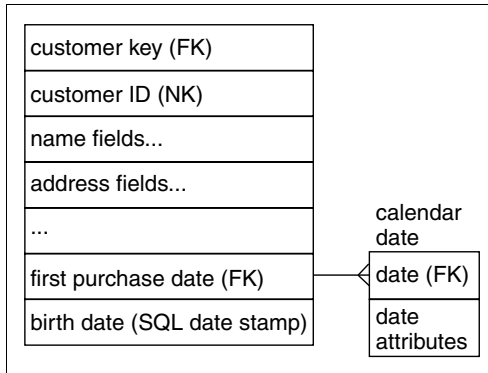 customer key (FK)
customer ID (NK)
name fields...
address fields...
...
first purchase date (FK)
birth date (SQL date stamp)
calendar
date
date (FK)
date
attributes